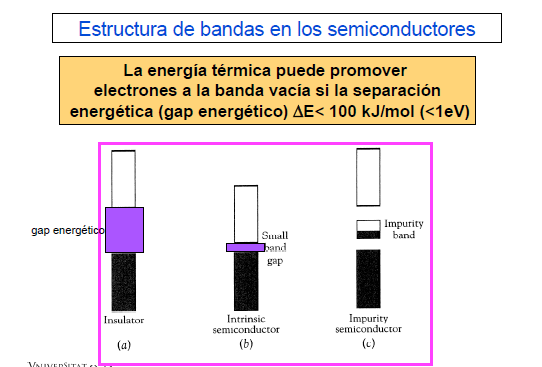 Estructura de bandas en los semiconductores
La energía térmica puede promover
electrones a la banda vacía si la separación
energética (gap energético) ΔE< 100 kJ/mol (<1eV)
gap energético
Small
band
gap
Impurity
band
Insulator
Intrinsic
semiconductor
Impurity
semiconductor
(a)
(b)
(c)